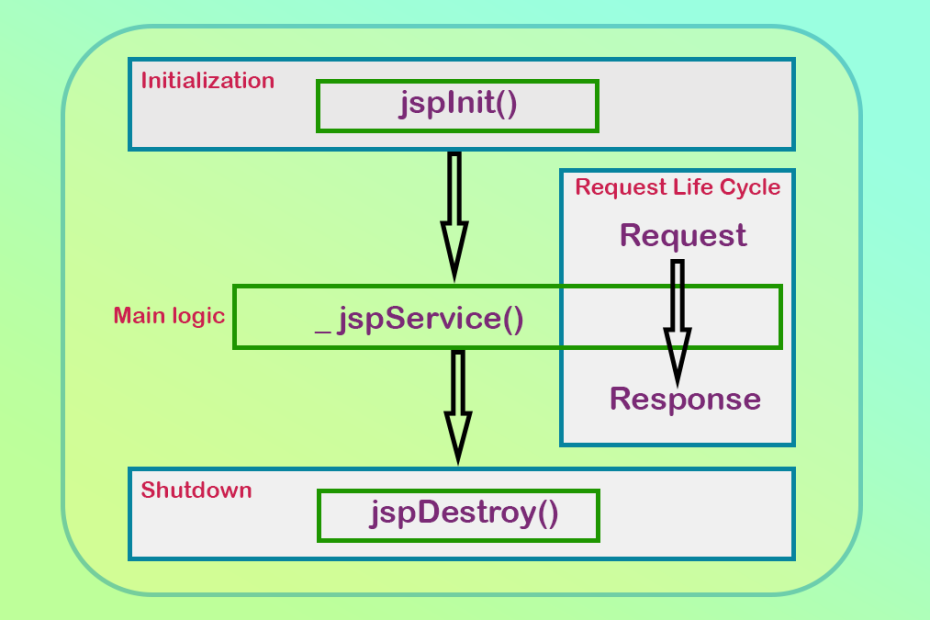 Initialization
jspInit()
Request Life Cycle
Request
Main logic
_ jspService()
Response
Shutdown
jspDestroy()